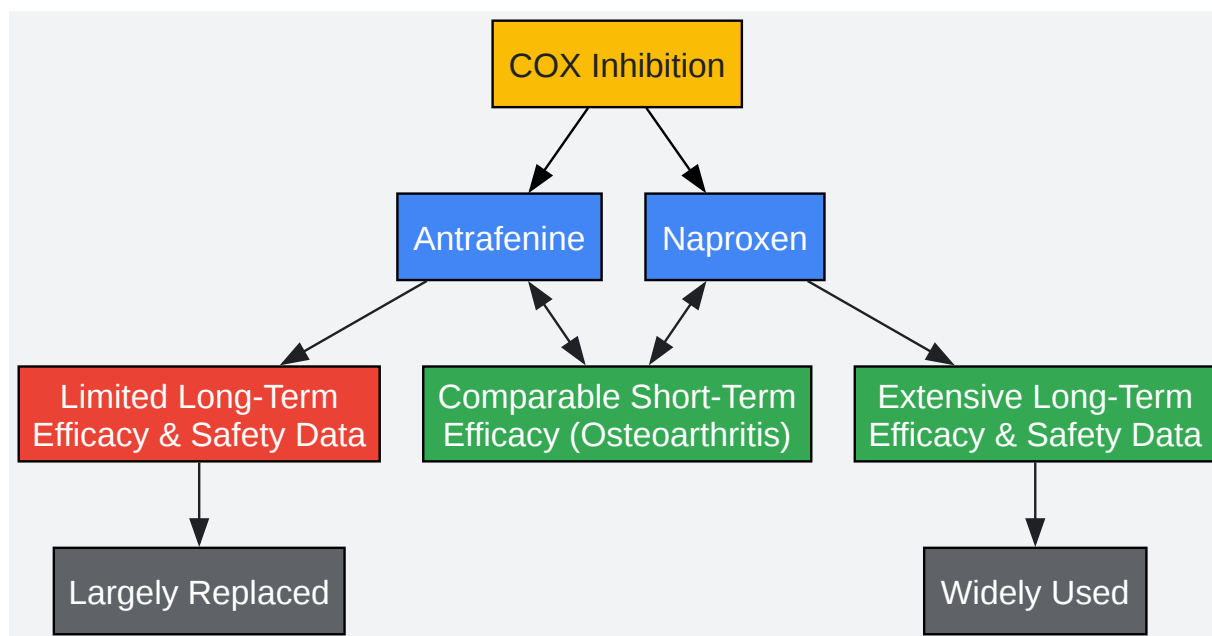 COX Inhibition
Antrafenine
Naproxen
Limited Long-Term
Efficacy & Safety Data
Comparable Short-Term
Efficacy (Osteoarthritis)
Extensive Long-Term
Efficacy & Safety Data
Largely Replaced
Widely Used